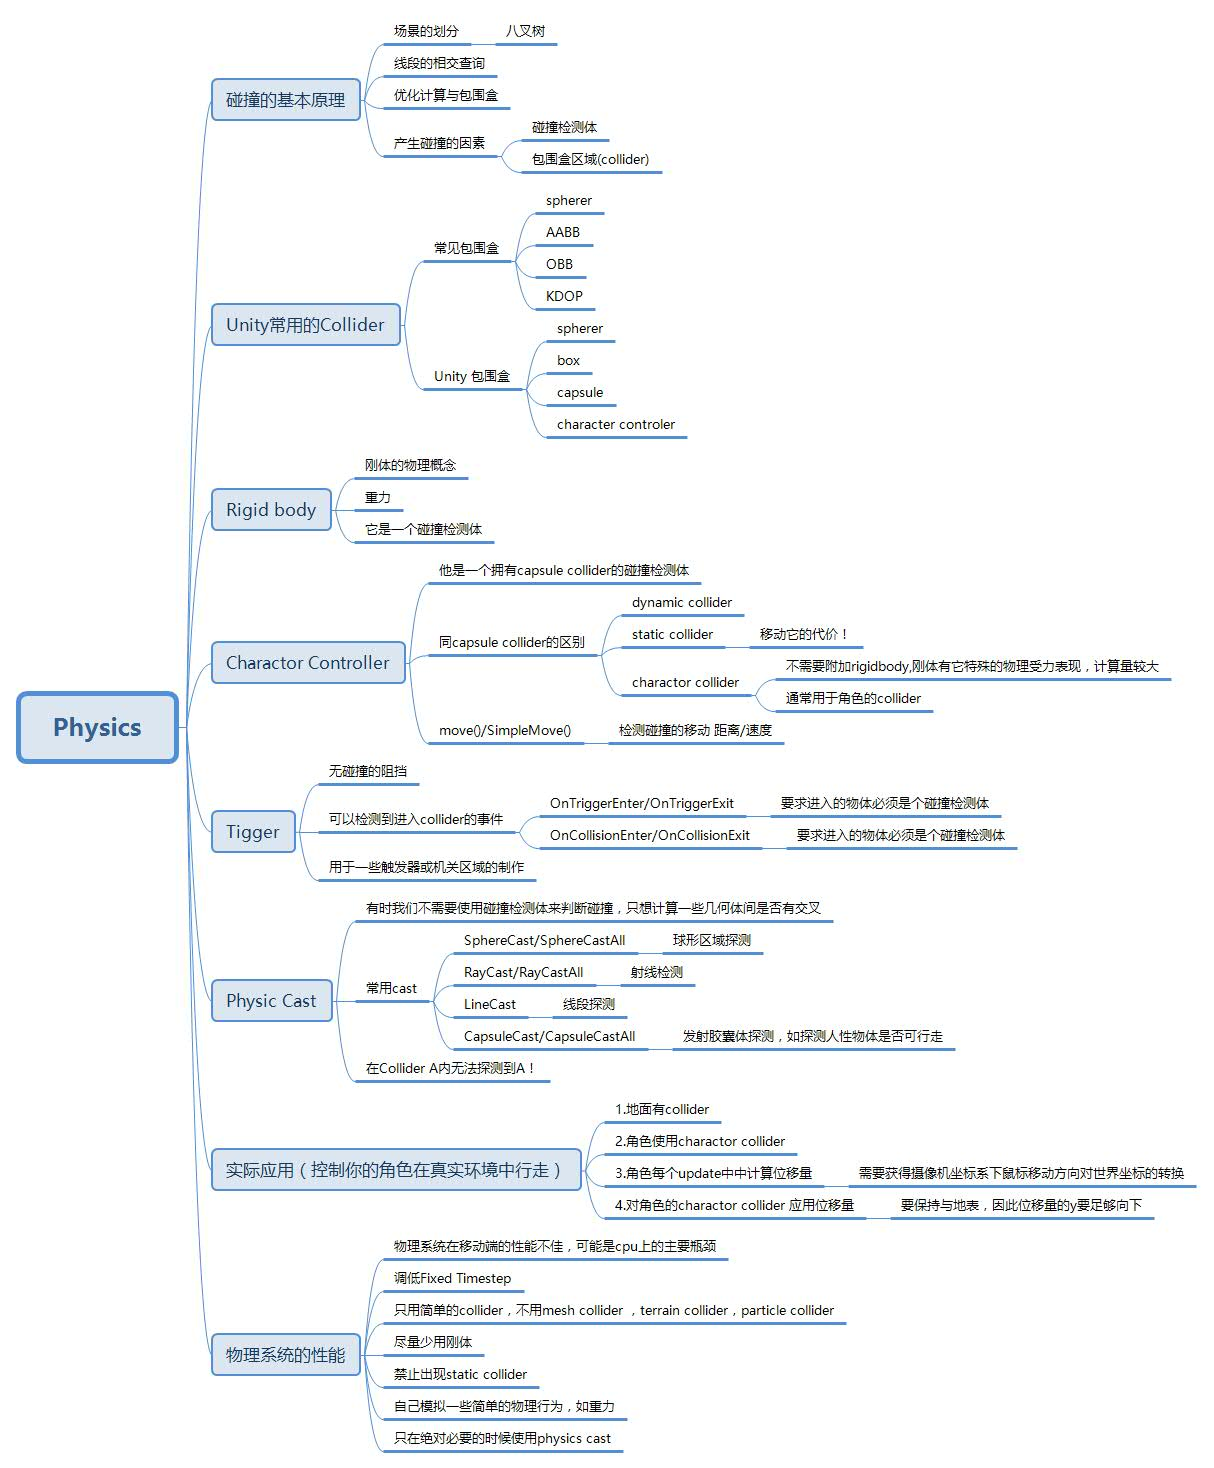 Physics
碰撞的基本原理
场景的划分
八叉树
线段的相交查询
优化计算与包围盒
产生碰撞的因素
碰撞检测体
包围盒区域(collider)
Unity常用的Collider
常见包围盒
spherer
AABB
OBB
KDOP
Unity 包围盒
spherer
box
capsule
character controler
Rigid body
刚体的物理概念
重力
它是一个碰撞检测体
Charactor Controller
他是一个拥有capsule collider的碰撞检测体
同capsule collider的区别
dynamic collider
static collider
移动它的代价！
charactor collider
不需要附加rigidbody,刚体有它特殊的物理受力表现，计算量较大
通常用于角色的collider
move()/SimpleMove()
检测碰撞的移动 距离/速度
Tigger
无碰撞的阻挡
可以检测到进入collider的事件
OnTriggerEnter/OnTriggerExit
要求进入的物体必须是个碰撞检测体
OnCollisionEnter/OnCollisionExit
要求进入的物体必须是个碰撞检测体
用于一些触发器或机关区域的制作
Physic Cast
有时我们不需要使用碰撞检测体来判断碰撞，只想计算一些几何体间是否有交叉
常用cast
SphereCast/SphereCastAll
球形区域探测
RayCast/RayCastAll
射线检测
LineCast
线段探测
CapsuleCast/CapsuleCastAll
发射胶囊体探测，如探测人性物体是否可行走
在Collider A内无法探测到A！
实际应用（控制你的角色在真实环境中行走）
1.地面有collider
2.角色使用charactor collider
3.角色每个update中中计算位移量
需要获得摄像机坐标系下鼠标移动方向对世界坐标的转换
4.对角色的charactor collider 应用位移量
要保持与地表，因此位移量的y要足够向下
物理系统的性能
物理系统在移动端的性能不佳，可能是cpu上的主要瓶颈
调低Fixed Timestep
只用简单的collider，不用mesh collider ，terrain collider，particle collider
尽量少用刚体
禁止出现static collider
自己模拟一些简单的物理行为，如重力
只在绝对必要的时候使用physics cast